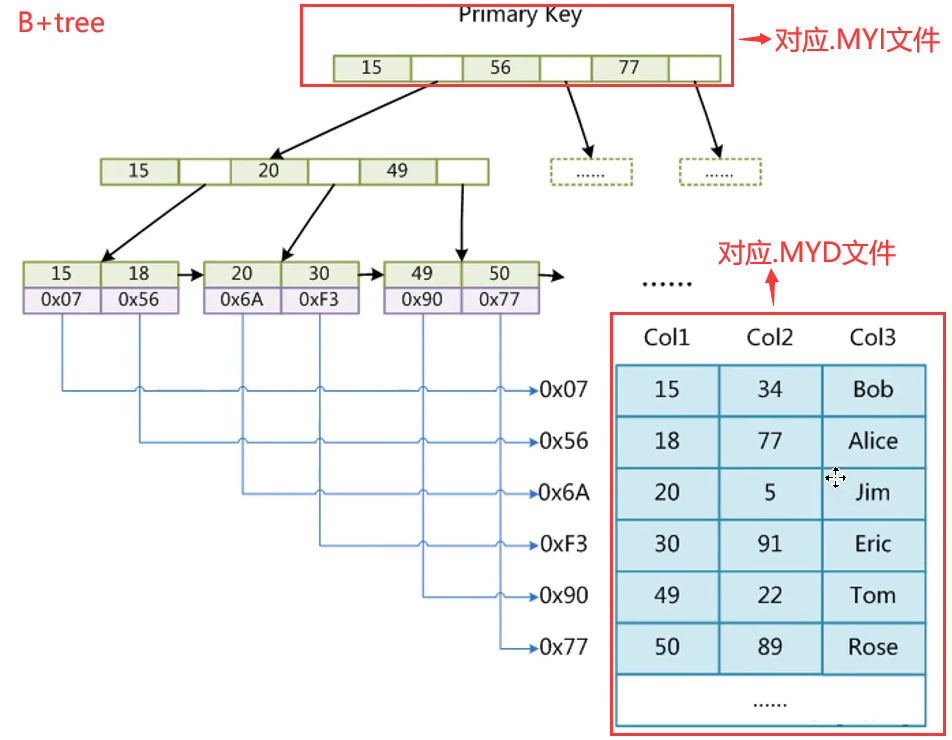 B+tree
Primary Key
对应.MYI文件
15 56 77
15 20 49
...... ......
15 18 20 30 49 50
0x07 0x56 0x6A 0xF3 0x90 0x77
......
对应.MYD文件
Col1 Col2 Col3
0x07 15 34 Bob
0x56 18 77 Alice
0x6A 20 5 Jim
0xF3 30 91 Eric
0x90 49 22 Tom
0x77 50 89 Rose
......